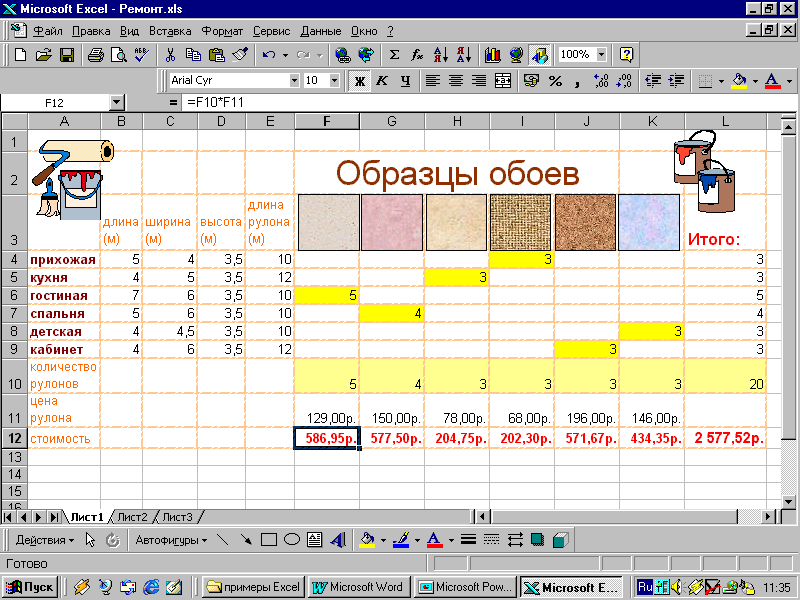 Microsoft Excel - Ремонт.xls
Файл Правка Вид Вставка Формат Сервис Данные Окно ?
100%
Arial Cyr 10 Ж К Ч
F12 = =F10*F11
A B C D E F G H I J K L
1
2 Образцы обоев
3 длина (м) ширина (м) высота (м) длина рулона (м) Итого:
4 прихожая 5 4 3,5 10 3 3
5 кухня 4 5 3,5 12 3 3
6 гостиная 7 6 3,5 10 5 5
7 спальня 5 6 3,5 10 4 4
8 детская 4 4,5 3,5 10 3 3
9 кабинет 4 6 3,5 12 3 3
10 количество рулонов 5 4 3 3 3 3 20
11 цена рулона 129,00р. 150,00р. 78,00р. 68,00р. 196,00р. 146,00р.
12 стоимость 586,95р. 577,50р. 204,75р. 202,30р. 571,67р. 434,35р. 2 577,52р.
13
14
15
16
Лист1 Лист2 Лист3
Действия Автофигуры
Готово
Пуск примеры Excel Microsoft Word Microsoft Pow... Microsoft E... Ru 11:35